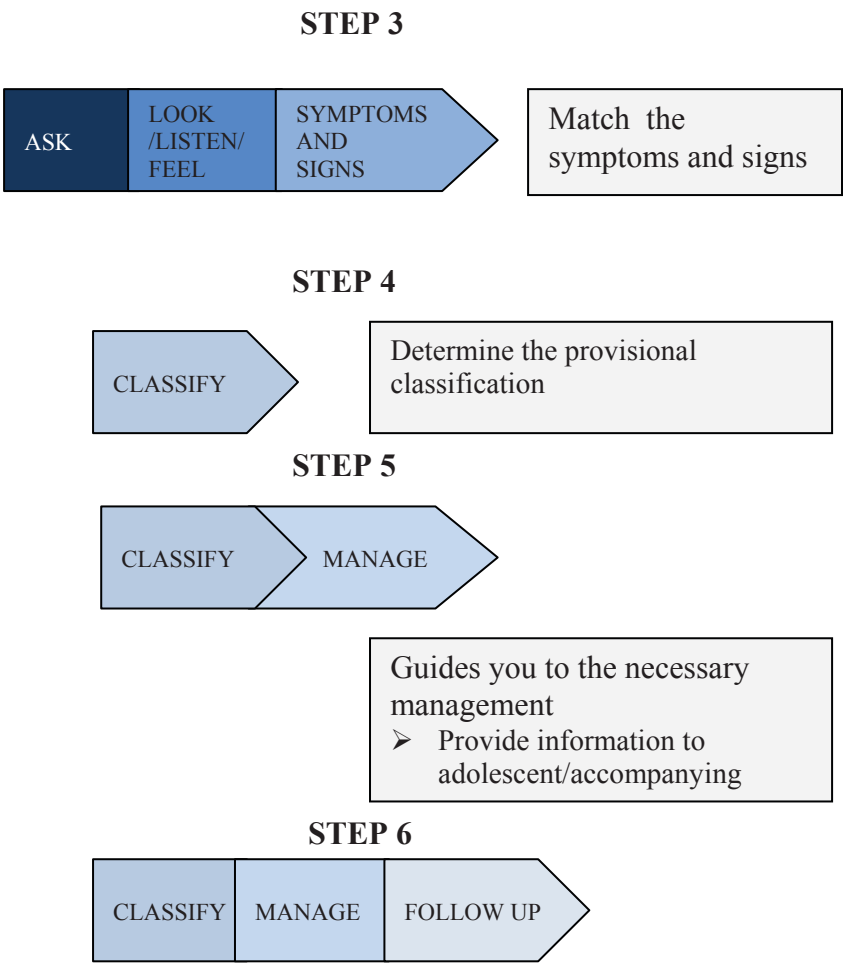 STEP 3
ASK
LOOK
/LISTEN/
FEEL
SYMPTOMS
AND
SIGNS
Match the
symptoms and signs
STEP 4
CLASSIFY
Determine the provisional
classification
STEP 5
CLASSIFY
MANAGE
Guides you to the necessary
management
➢ Provide information to
adolescent/accompanying
STEP 6
CLASSIFY
MANAGE
FOLLOW UP